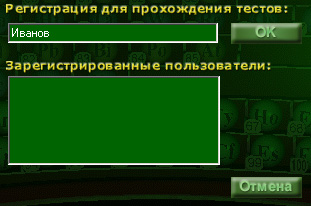 Регистрация для прохождения тестов:
Иванов
OK
Зарегистрированные пользователи:
Отмена